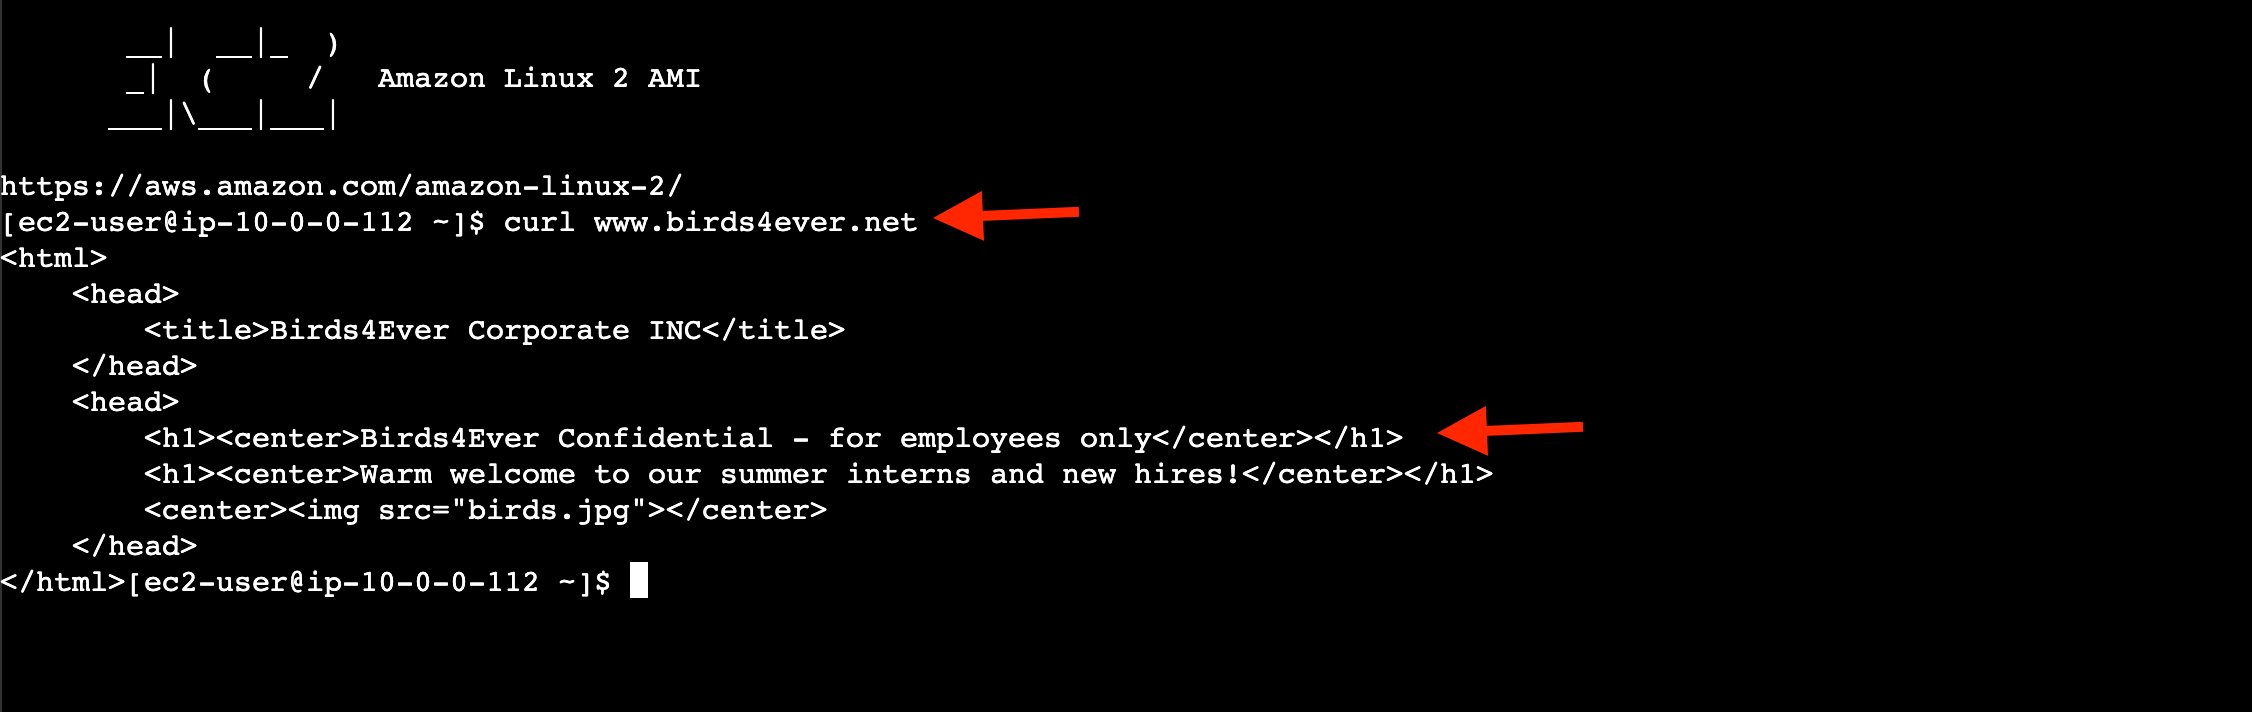 __|  __|_  )
       _|  (     /   Amazon Linux 2 AMI
      ___|\___|___|
https://aws.amazon.com/amazon-linux-2/
[ec2-user@ip-10-0-0-112 ~]$ curl www.birds4ever.net
<html>
    <head>
        <title>Birds4Ever Corporate INC</title>
    </head>
    <head>
        <h1><center>Birds4Ever Confidential - for employees only</center></h1>
        <h1><center>Warm welcome to our summer interns and new hires!</center></h1>
        <center><img src="birds.jpg"></center>
    </head>
</html>[ec2-user@ip-10-0-0-112 ~]$